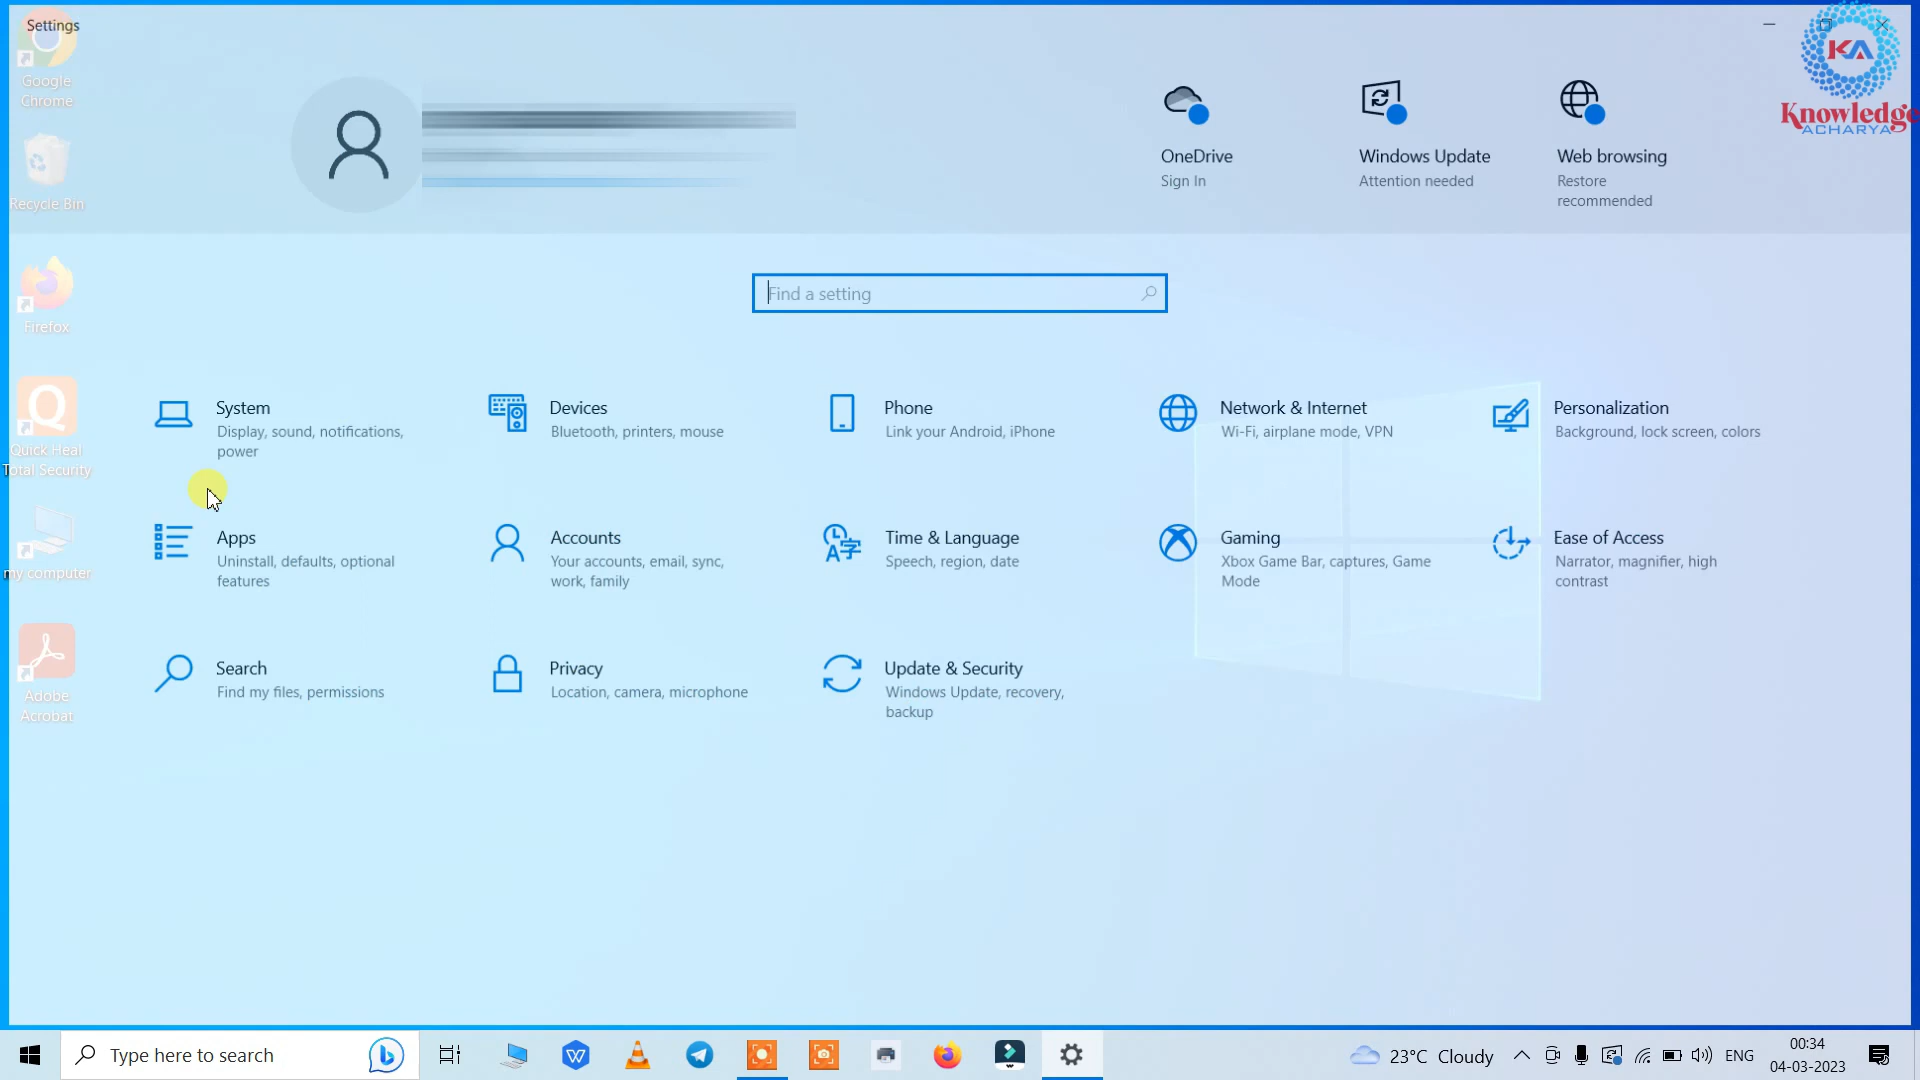 Settings
KA
Knowledge
ACHARYA
Google
Chrome
Recycle Bin
Firefox
Quick Heal
Total Security
my computer
Adobe
Acrobat
OneDrive
Sign In
Windows Update
Attention needed
Web browsing
Restore
recommended
Find a setting
System
Display, sound, notifications,
power
Devices
Bluetooth, printers, mouse
Phone
Link your Android, iPhone
Network & Internet
Wi-Fi, airplane mode, VPN
Personalization
Background, lock screen, colors
Apps
Uninstall, defaults, optional
features
Accounts
Your accounts, email, sync,
work, family
Time & Language
Speech, region, date
Gaming
Xbox Game Bar, captures, Game
Mode
Ease of Access
Narrator, magnifier, high
contrast
Search
Find my files, permissions
Privacy
Location, camera, microphone
Update & Security
Windows Update, recovery,
backup
Type here to search
23°C Cloudy
ENG
00:34
04-03-2023